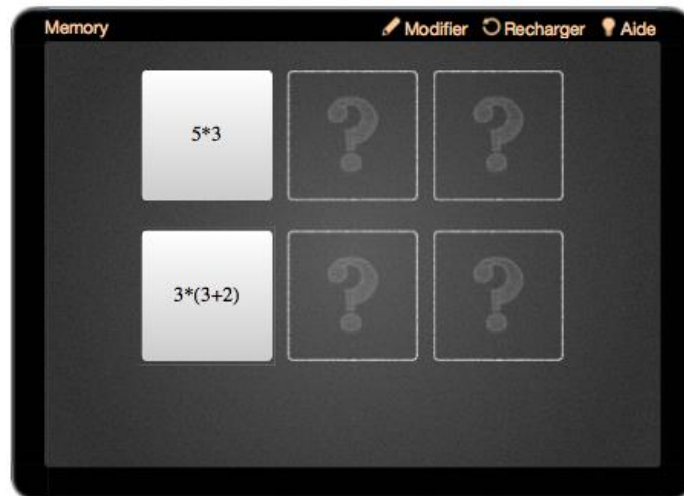 Memory Modifier Recharger Aide
5*3 ? ?
3*(3+2) ? ?